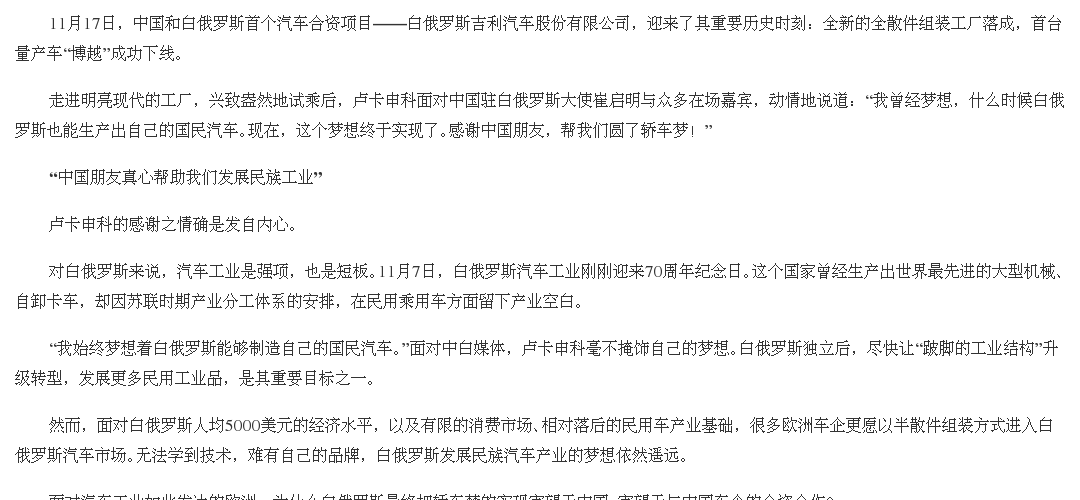 11月17日，中国和白俄罗斯首个汽车合资项目——白俄罗斯吉利汽车股份有限公司，迎来了其重要历史时刻：全新的全散件组装工厂落成，首台
量产车“博越”成功下线。
走进明亮现代的工厂，兴致盎然地试乘后，卢卡申科面对中国驻白俄罗斯大使崔启明与众多在场嘉宾，动情地说道：“我曾经梦想，什么时候白俄
罗斯也能生产出自己的国民汽车。现在，这个梦想终于实现了。感谢中国朋友，帮我们圆了轿车梦！”
“中国朋友真心帮助我们发展民族工业”
卢卡申科的感谢之情确是发自内心。
对白俄罗斯来说，汽车工业是强项，也是短板。11月7日，白俄罗斯汽车工业刚刚迎来70周年纪念日。这个国家曾经生产出世界最先进的大型机械、
自卸卡车，却因苏联时期产业分工体系的安排，在民用乘用车方面留下产业空白。
“我始终梦想着白俄罗斯能够制造自己的国民汽车。”面对中白媒体，卢卡申科毫不掩饰自己的梦想。白俄罗斯独立后，尽快让“跛脚的工业结构”升
级转型，发展更多民用工业品，是其重要目标之一。
然而，面对白俄罗斯人均5000美元的经济水平，以及有限的消费市场、相对落后的民用车产业基础，很多欧洲车企更愿以半散件组装方式进入白
俄罗斯汽车市场。无法学到技术，难有自己的品牌，白俄罗斯发展民族汽车产业的梦想依然遥远。